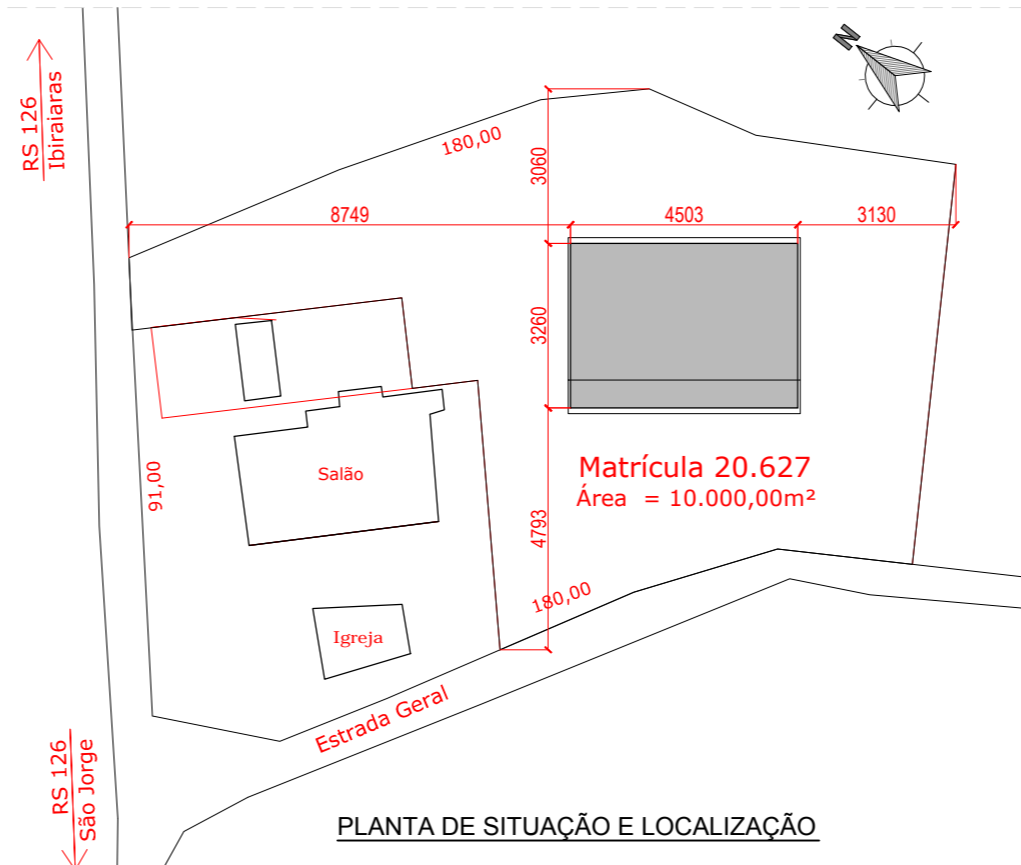 N
RS 126
Ibiraiaras
180,00
3060
8749
4503
3130
3260
Salão
91,00
Matrícula 20.627
Área = 10.000,00m²
4793
180,00
Igreja
Estrada Geral
RS 126
São Jorge
PLANTA DE SITUAÇÃO E LOCALIZAÇÃO